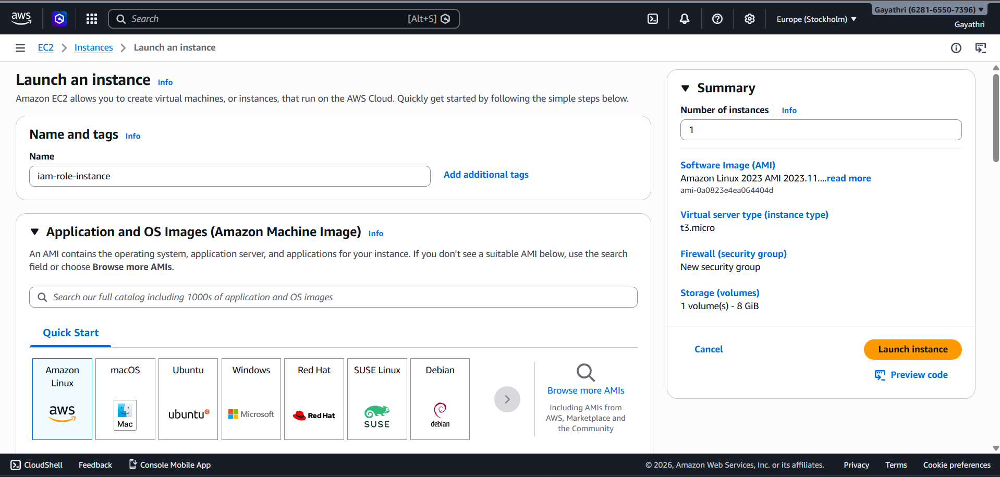 aws
Search [Alt+S]
Europe (Stockholm)
Gayathri (6281-6550-7396)
Gayathri
EC2 Instances Launch an instance
Launch an instance Info
Amazon EC2 allows you to create virtual machines, or instances, that run on the AWS Cloud. Quickly get started by following the simple steps below.
Name and tags Info
Name
iam-role-instance
Add additional tags
Application and OS Images (Amazon Machine Image) Info
An AMI contains the operating system, application server, and applications for your instance. If you don't see a suitable AMI below, use the search
field or choose Browse more AMIs.
Search our full catalog including 1000s of application and OS images
Quick Start
Amazon
Linux
aws
macOS
Mac
Ubuntu
ubuntu
Windows
Microsoft
Red Hat
Red Hat
SUSE Linux
SUSE
Debian
debian
Browse more AMIs
Including AMIs from
AWS, Marketplace and
the Community
Summary
Number of instances Info
1
Software Image (AMI)
Amazon Linux 2023 AMI 2023.11....read more
ami-0a0823e4ea064404d
Virtual server type (instance type)
t3.micro
Firewall (security group)
New security group
Storage (volumes)
1 volume(s) - 8 GiB
Cancel
Launch instance
Preview code
CloudShell Feedback Console Mobile App
© 2026, Amazon Web Services, Inc. or its affiliates. Privacy Terms Cookie preferences